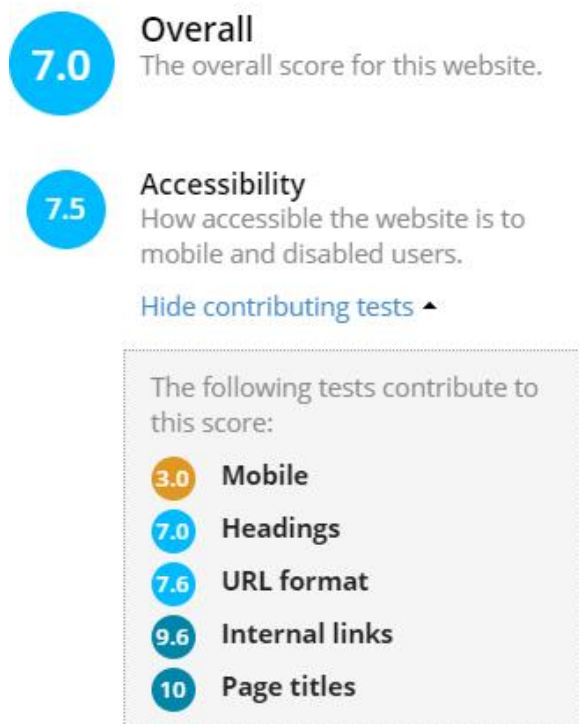 7.0
Overall
The overall score for this website.
7.5
Accessibility
How accessible the website is to
mobile and disabled users.
Hide contributing tests
The following tests contribute to
this score:
3.0 Mobile
7.0 Headings
7.6 URL format
9.6 Internal links
10 Page titles